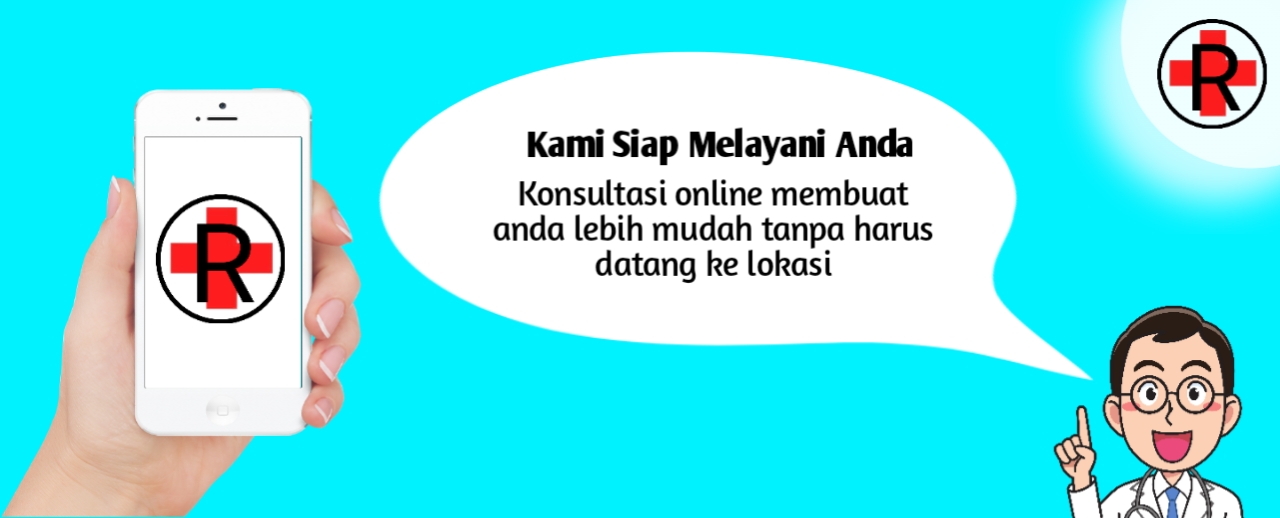 R
R
Kami Siap Melayani Anda
Konsultasi online membuat
anda lebih mudah tanpa harus
datang ke lokasi